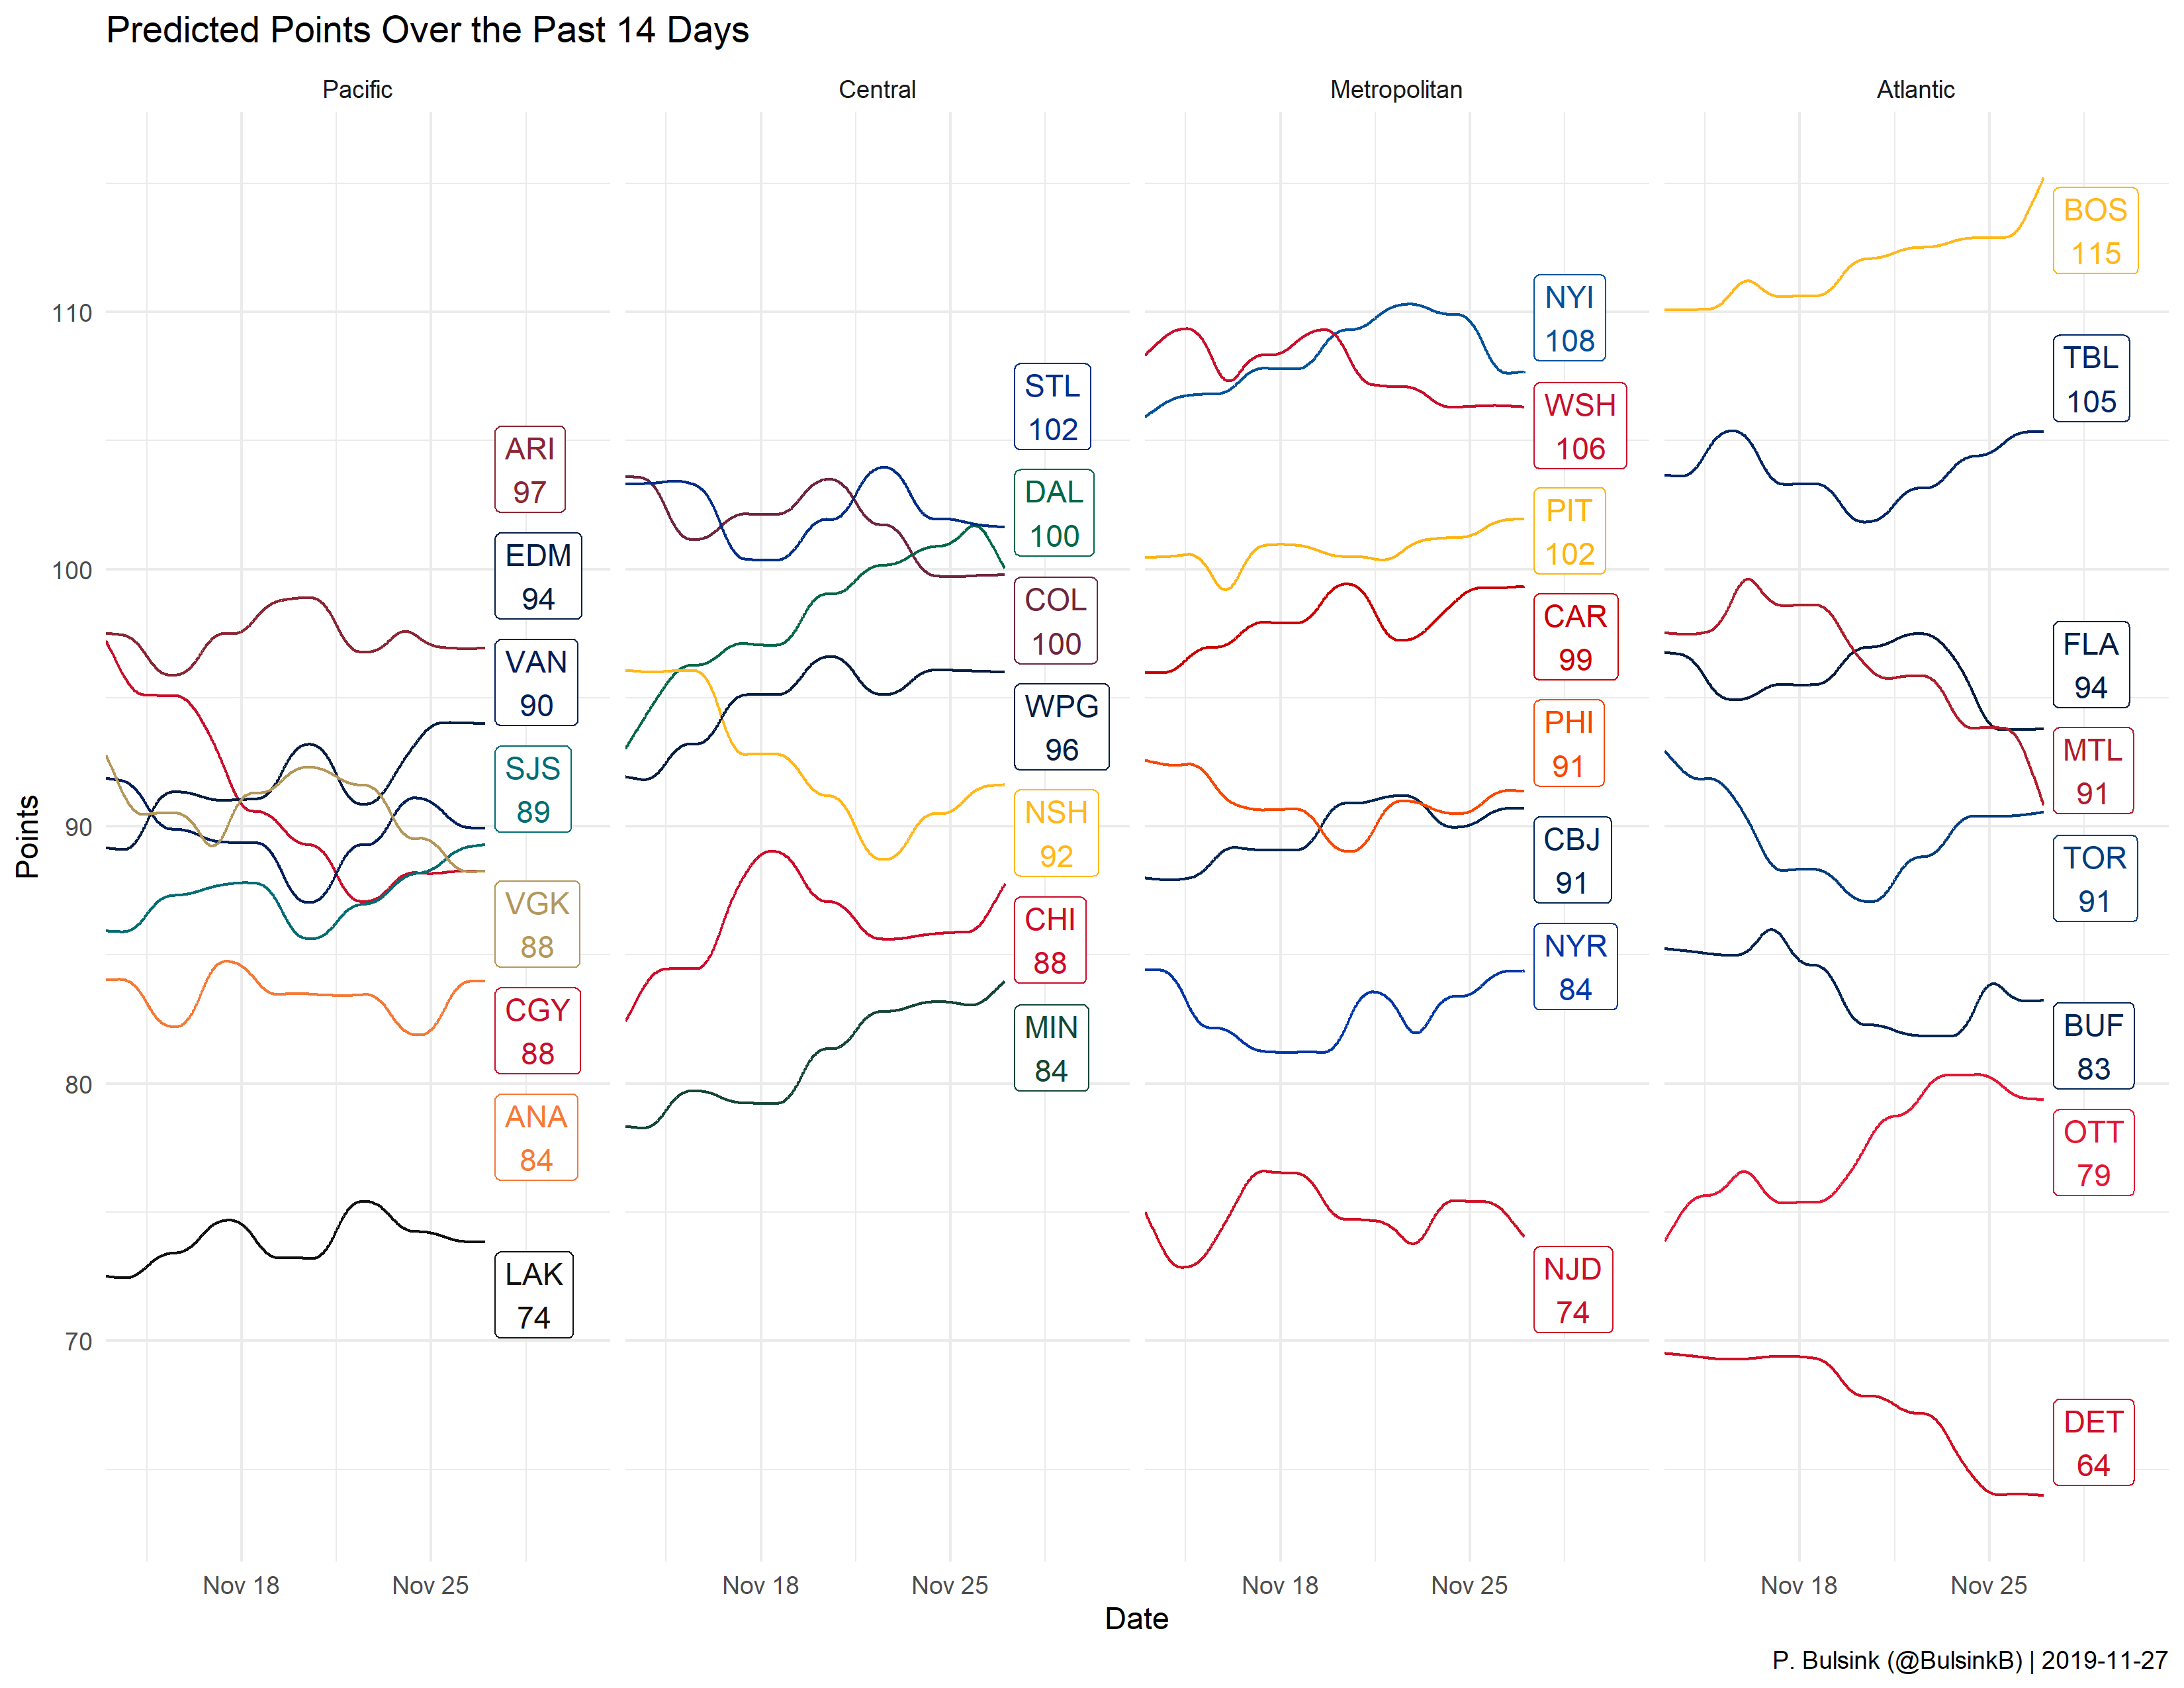 Predicted Points Over the Past 14 Days
Pacific
Central
Metropolitan
Atlantic
Points
110
100
90
80
70
ARI
97
EDM
94
VAN
90
SJS
89
VGK
88
CGY
88
ANA
84
LAK
74
STL
102
DAL
100
COL
100
WPG
96
NSH
92
CHI
88
MIN
84
NYI
108
WSH
106
PIT
102
CAR
99
PHI
91
CBJ
91
NYR
84
NJD
74
BOS
115
TBL
105
FLA
94
MTL
91
TOR
91
BUF
83
OTT
79
DET
64
Nov 18
Nov 25
Nov 18
Nov 25
Nov 18
Nov 25
Nov 18
Nov 25
Date
P. Bulsink (@BulsinkB) | 2019-11-27